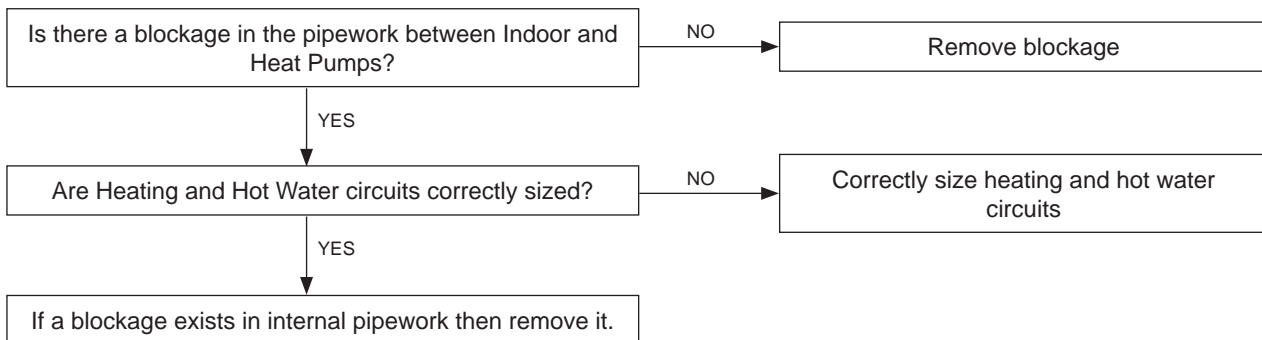 Is there a blockage in the pipework between Indoor and
Heat Pumps?
NO
Remove blockage
YES
Are Heating and Hot Water circuits correctly sized?
NO
Correctly size heating and hot water
circuits
YES
If a blockage exists in internal pipework then remove it.